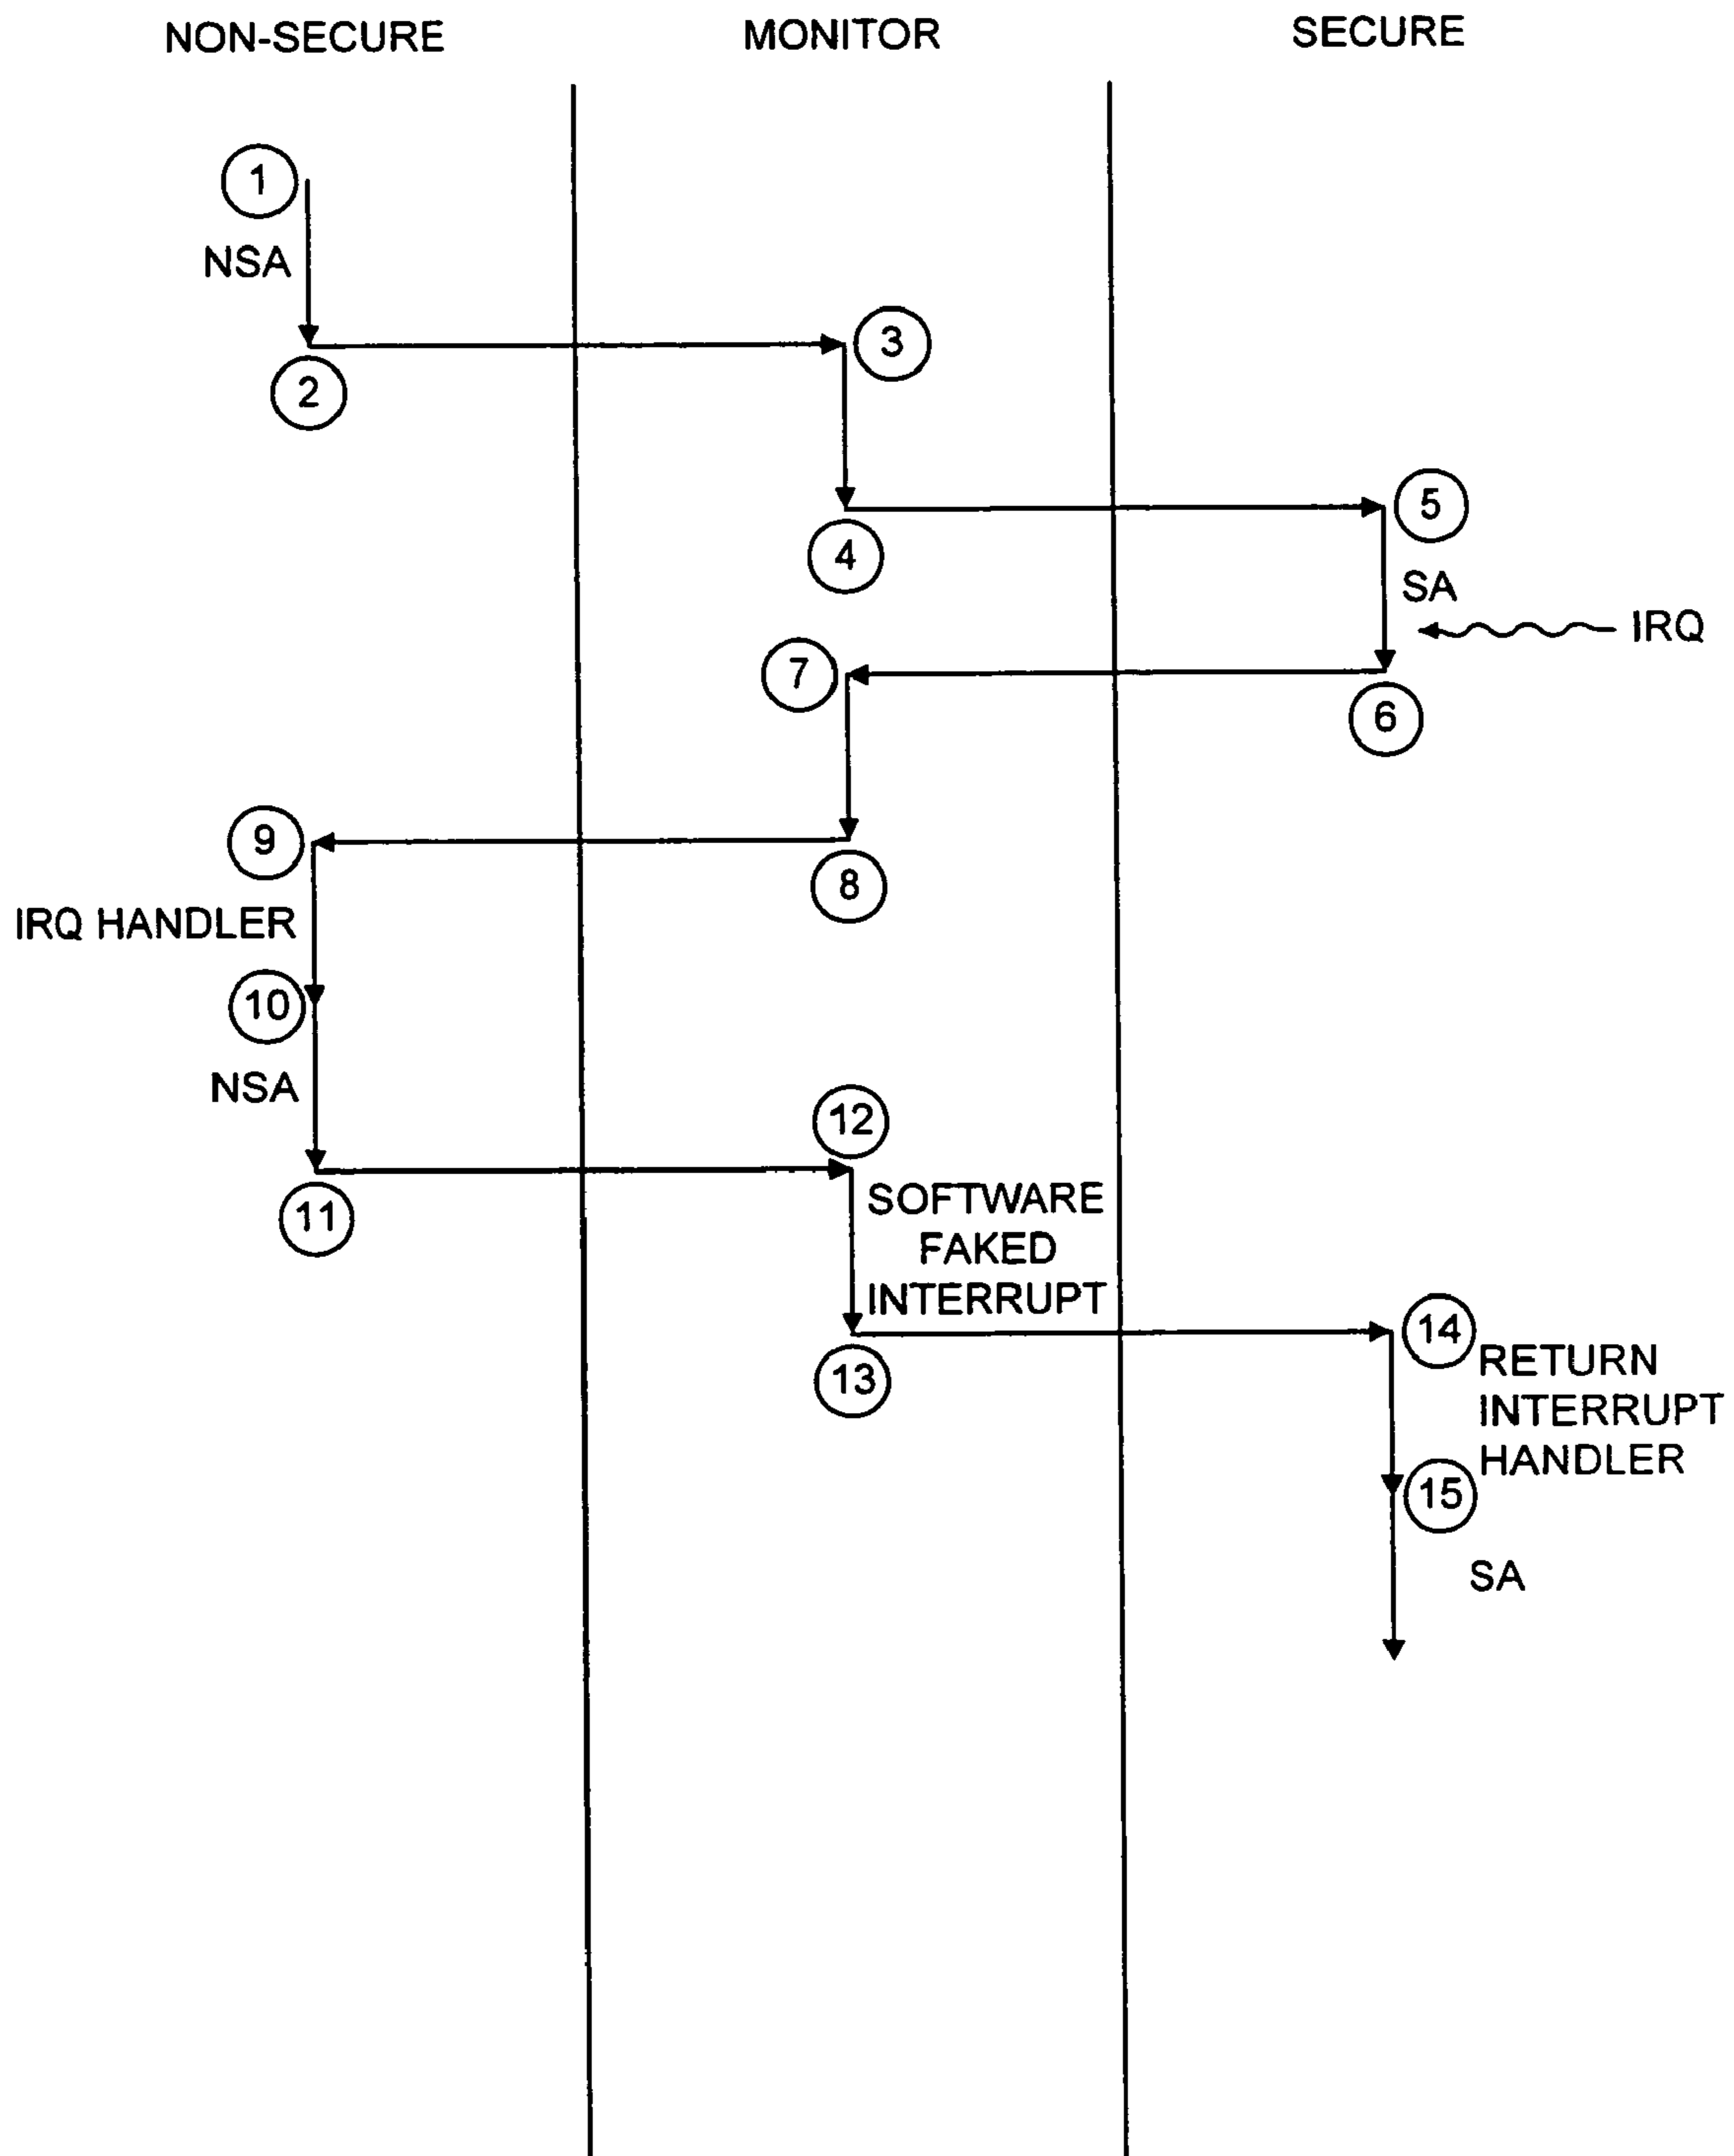 NON-SECURE
MONITOR
SECURE
1
NSA
2
3
4
5
SA
IRQ
6
7
8
9
IRQ HANDLER
10
NSA
11
12
SOFTWARE
FAKED
INTERRUPT
13
14
RETURN
INTERRUPT
HANDLER
15
SA